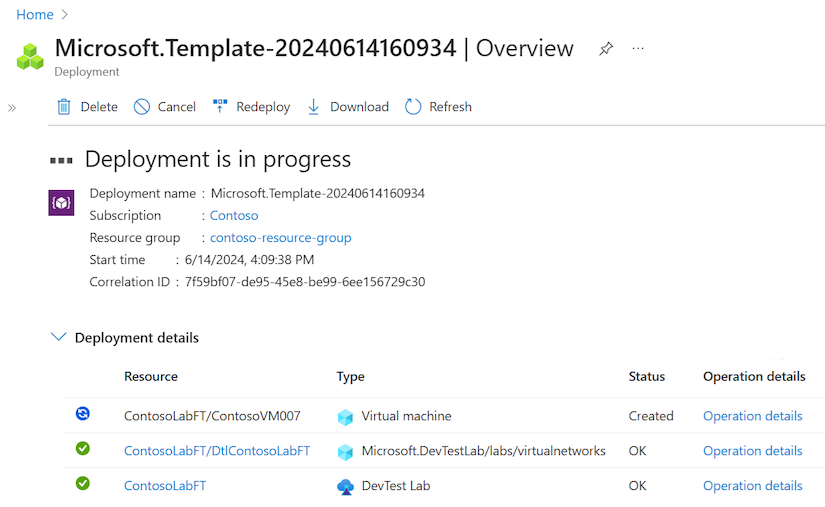 Home
Microsoft.Template-20240614160934 | Overview
Deployment
Delete Cancel Redeploy Download Refresh
Deployment is in progress
Deployment name : Microsoft.Template-20240614160934
Subscription : Contoso
Resource group : contoso-resource-group
Start time : 6/14/2024, 4:09:38 PM
Correlation ID : 7f59bf07-de95-45e8-be99-6ee156729c30
Deployment details
Resource Type Status Operation details
ContosoLabFT/ContosoVM007 Virtual machine Created Operation details
ContosoLabFT/DtlContosoLabFT Microsoft.DevTestLab/labs/virtualnetworks OK Operation details
ContosoLabFT DevTest Lab OK Operation details